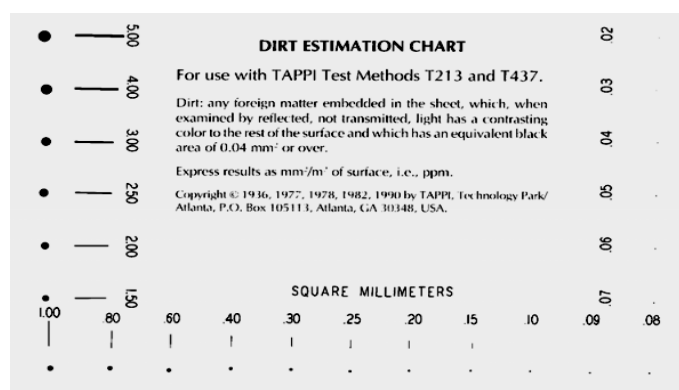 5.00
4.00
3.00
2.50
2.00
1.50
DIRT ESTIMATION CHART
For use with TAPPI Test Methods T213 and T437.
Dirt: any foreign matter embedded in the sheet, which, when
examined by reflected, not transmitted, light has a contrasting
color to the rest of the surface and which has an equivalent black
area of 0.04 mm² or over.
Express results as mm²/m² of surface, i.e., ppm.
Copyright © 1936, 1977, 1978, 1982, 1990 by TAPPI, Technology Park/
Atlanta, P.O. Box 105113, Atlanta, GA 30348, USA.
.02
.03
.04
.05
.06
.07
SQUARE MILLIMETERS
1.00 .80 .60 .40 .30 .25 .20 .15 .10 .09 .08